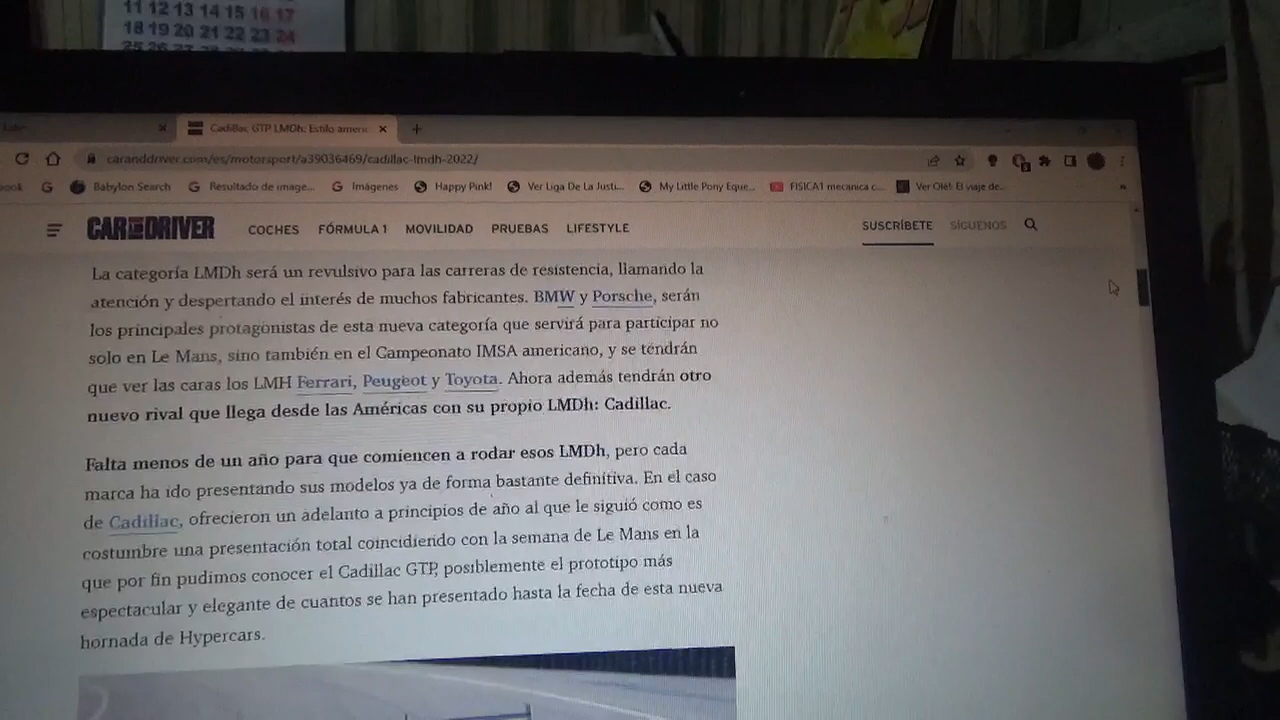 11 12 13 14 15 16 17
18 19 20 21 22 23 24
25 26 27
Cadillac GTP LMDh: Estilo americ
caranddriver.com/es/motorsport/a39036469/cadillac-lmdh-2022/
Babylon Search Resultado de image... Imágenes Happy Pink! Ver Liga De La Justi... My Little Pony Eque... FISICA1 mecanica c... Ver Olé!: El viaje de...
CAR AND DRIVER COCHES FÓRMULA 1 MOVILIDAD PRUEBAS LIFESTYLE SUSCRÍBETE SÍGUENOS
La categoría LMDh será un revulsivo para las carreras de resistencia, llamando la
atención y despertando el interés de muchos fabricantes. BMW y Porsche, serán
los principales protagonistas de esta nueva categoría que servirá para participar no
solo en Le Mans, sino también en el Campeonato IMSA americano, y se tendrán
que ver las caras los LMH Ferrari, Peugeot y Toyota. Ahora además tendrán otro
nuevo rival que llega desde las Américas con su propio LMDh: Cadillac.
Falta menos de un año para que comiencen a rodar esos LMDh, pero cada
marca ha ido presentando sus modelos ya de forma bastante definitiva. En el caso
de Cadillac, ofrecieron un adelanto a principios de año al que le siguió como es
costumbre una presentación total coincidiendo con la semana de Le Mans en la
que por fin pudimos conocer el Cadillac GTP, posiblemente el prototipo más
espectacular y elegante de cuantos se han presentado hasta la fecha de esta nueva
hornada de Hypercars.